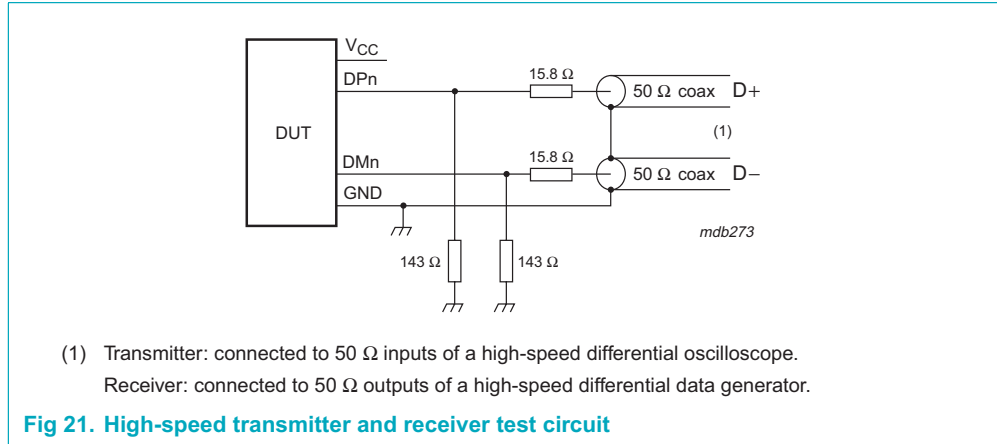 V_CC
DPn
15.8 Ω
50 Ω coax D+
DUT
(1)
DMn
15.8 Ω
50 Ω coax D−
GND
mdb273
143 Ω
143 Ω
(1) Transmitter: connected to 50 Ω inputs of a high-speed differential oscilloscope.
Receiver: connected to 50 Ω outputs of a high-speed differential data generator.
Fig 21. High-speed transmitter and receiver test circuit